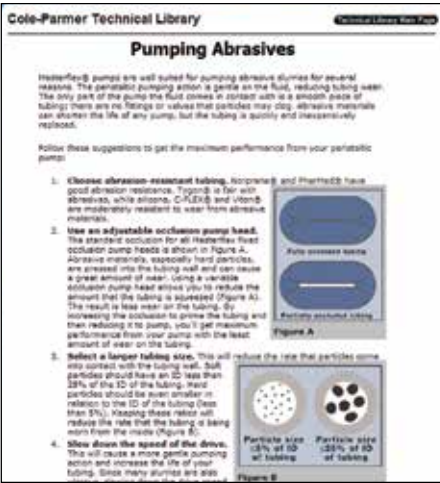 Cole-Parmer Technical Library
Technical Library Main Page
Pumping Abrasives
Masterflex® pumps are well suited for pumping abrasive slurries for several
reasons. The peristaltic pumping action is gentle on the fluid, reducing tubing wear.
The only part of the pump the fluid comes in contact with is a smooth piece of
tubing; there are no fittings or valves that particles may clog. Abrasive materials
can shorten the life of any pump, but the tubing is quickly and inexpensively
replaced.
Follow these suggestions to get the maximum performance from your peristaltic
pump:
1. Choose abrasion-resistant tubing. Norprene® and PharMed® have
good abrasion resistance. Tygon® is fair with
abrasives, while silicone, C-FLEX® and Viton®
are moderately resistant to wear from abrasive
materials.
2. Use an adjustable occlusion pump head.
The standard occlusion for all Masterflex fixed
occlusion pump heads is shown in Figure A.
Abrasive materials, especially hard particles,
are pressed into the tubing wall and can cause
a great amount of wear. Using a variable
occlusion pump head allows you to reduce the
amount that the tubing is squeezed (Figure A).
The result is less wear on the tubing. By
increasing the occlusion to prime the tubing and
then reducing it to pump, you'll get maximum
performance from your pump with the least
amount of wear on the tubing.
Fully occluded tubing
Partially occluded tubing
Figure A
3. Select a larger tubing size. This will reduce the rate that particles come
into contact with the tubing wall. Soft
particles should have an ID less than
25% of the ID of the tubing. Hard
particles should be even smaller in
relation to the ID of the tubing (less
than 5%). Keeping these ratios will
reduce the rate that the tubing is being
worn from the inside (Figure B).
4. Slow down the speed of the drive.
This will cause a more gentle pumping
action and increase the life of your
tubing. Since many slurries are also
Particle size
≤5% of ID
of tubing
Particle size
≤25% of ID
of tubing
Figure B